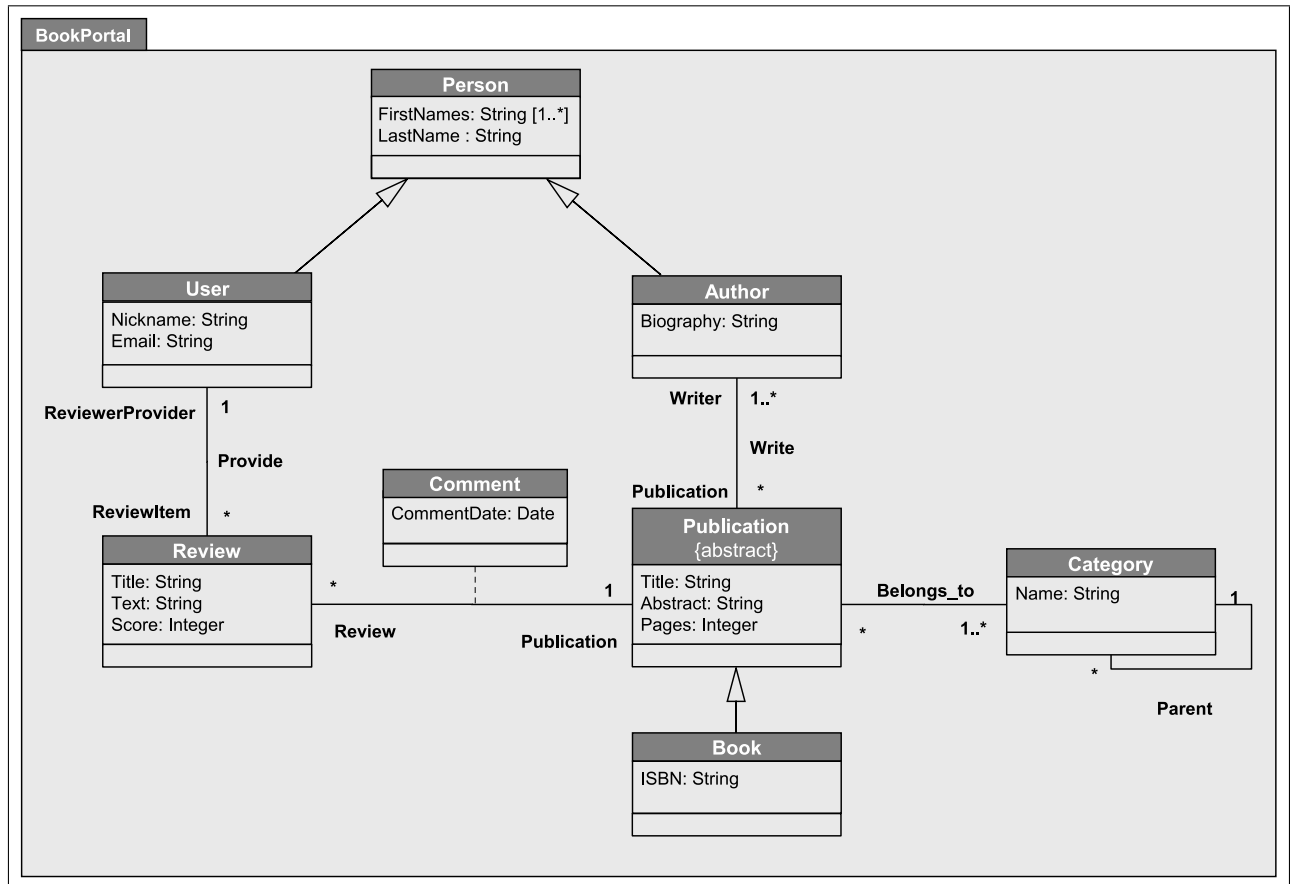 BookPortal
Person
FirstNames: String [1..*]
LastName : String
User
Nickname: String
Email: String
Author
Biography: String
ReviewerProvider
1
Provide
ReviewItem
*
Writer
1..*
Write
Publication
*
Comment
CommentDate: Date
Review
Title: String
Text: String
Score: Integer
*
Review
1
Publication
Publication
{abstract}
Title: String
Abstract: String
Pages: Integer
Belongs_to
*
1..*
Category
Name: String
1
*
Parent
Book
ISBN: String